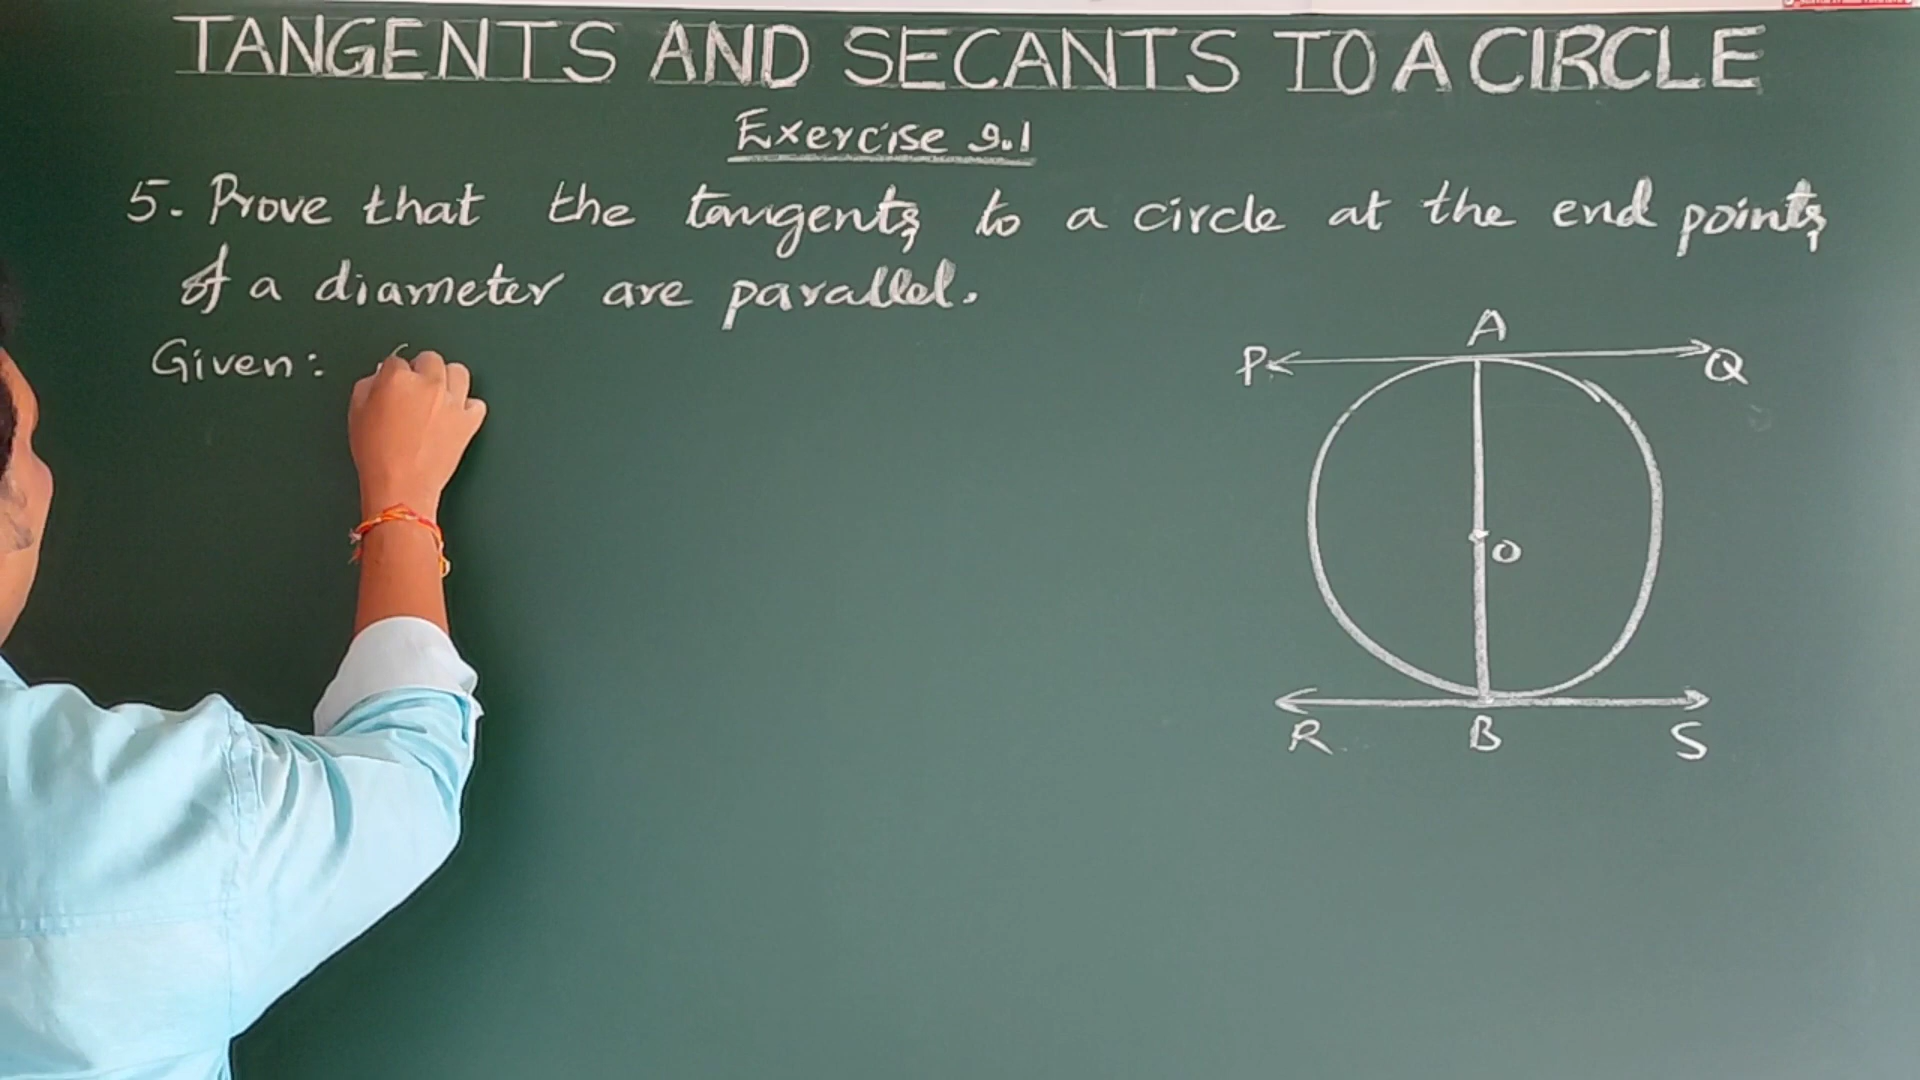 TANGENTS AND SECANTS TO A CIRCLE
Exercise 9.1
5. Prove that the tangents to a circle at the end points
of a diameter are parallel.
Given:
A
P
Q
O
R
B
S